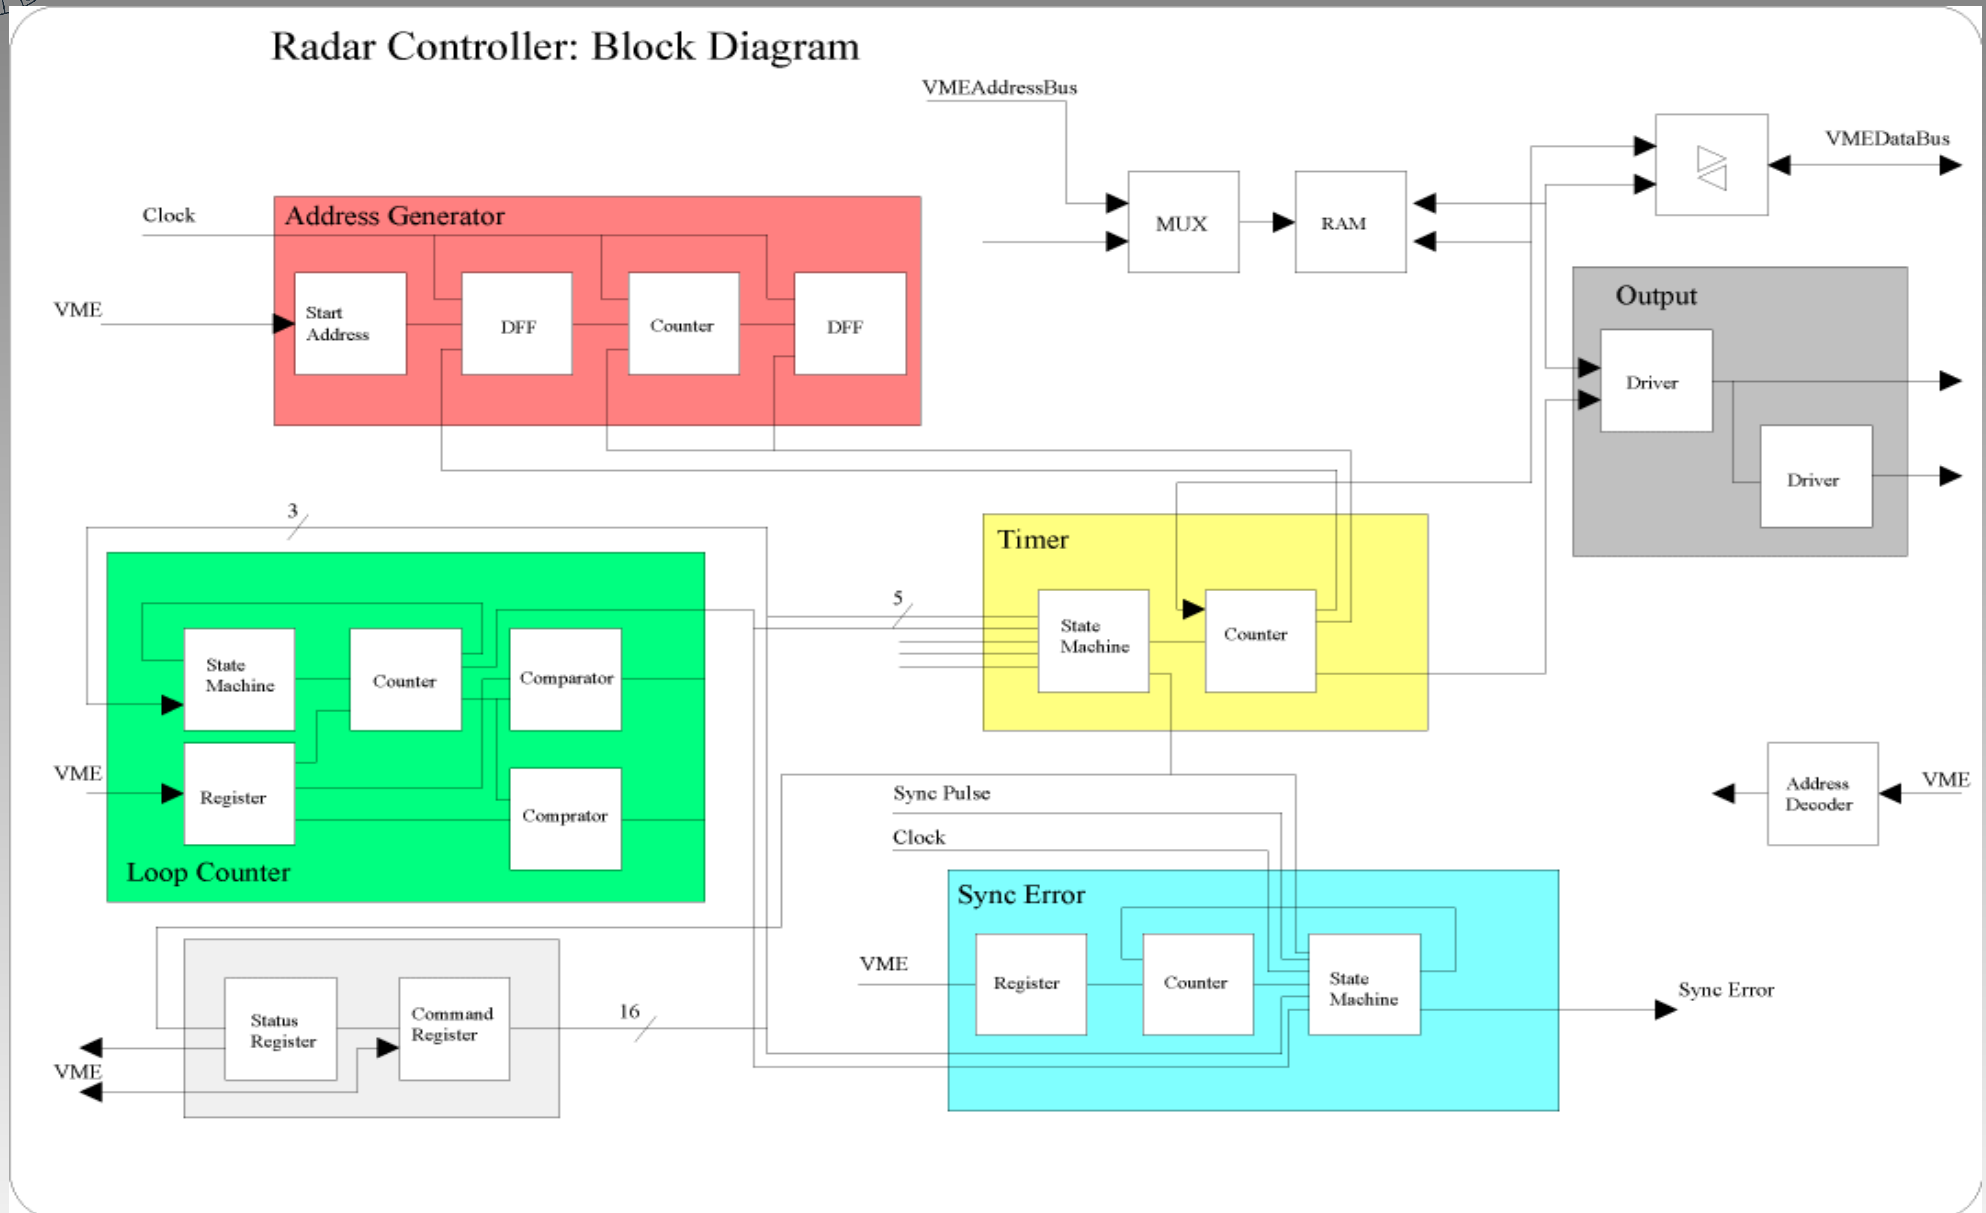 Radar Controller: Block Diagram
VMEAddressBus
VMEDataBus
Clock
Address Generator
MUX
RAM
VME
Start
Address
DFF
Counter
DFF
Output
Driver
Driver
3
Timer
5
State
Machine
Counter
State
Machine
Counter
Comparator
VME
Register
Comprator
Loop Counter
Sync Pulse
Clock
Address
Decoder
VME
Sync Error
VME
Register
Counter
State
Machine
Sync Error
Status
Register
Command
Register
16
VME